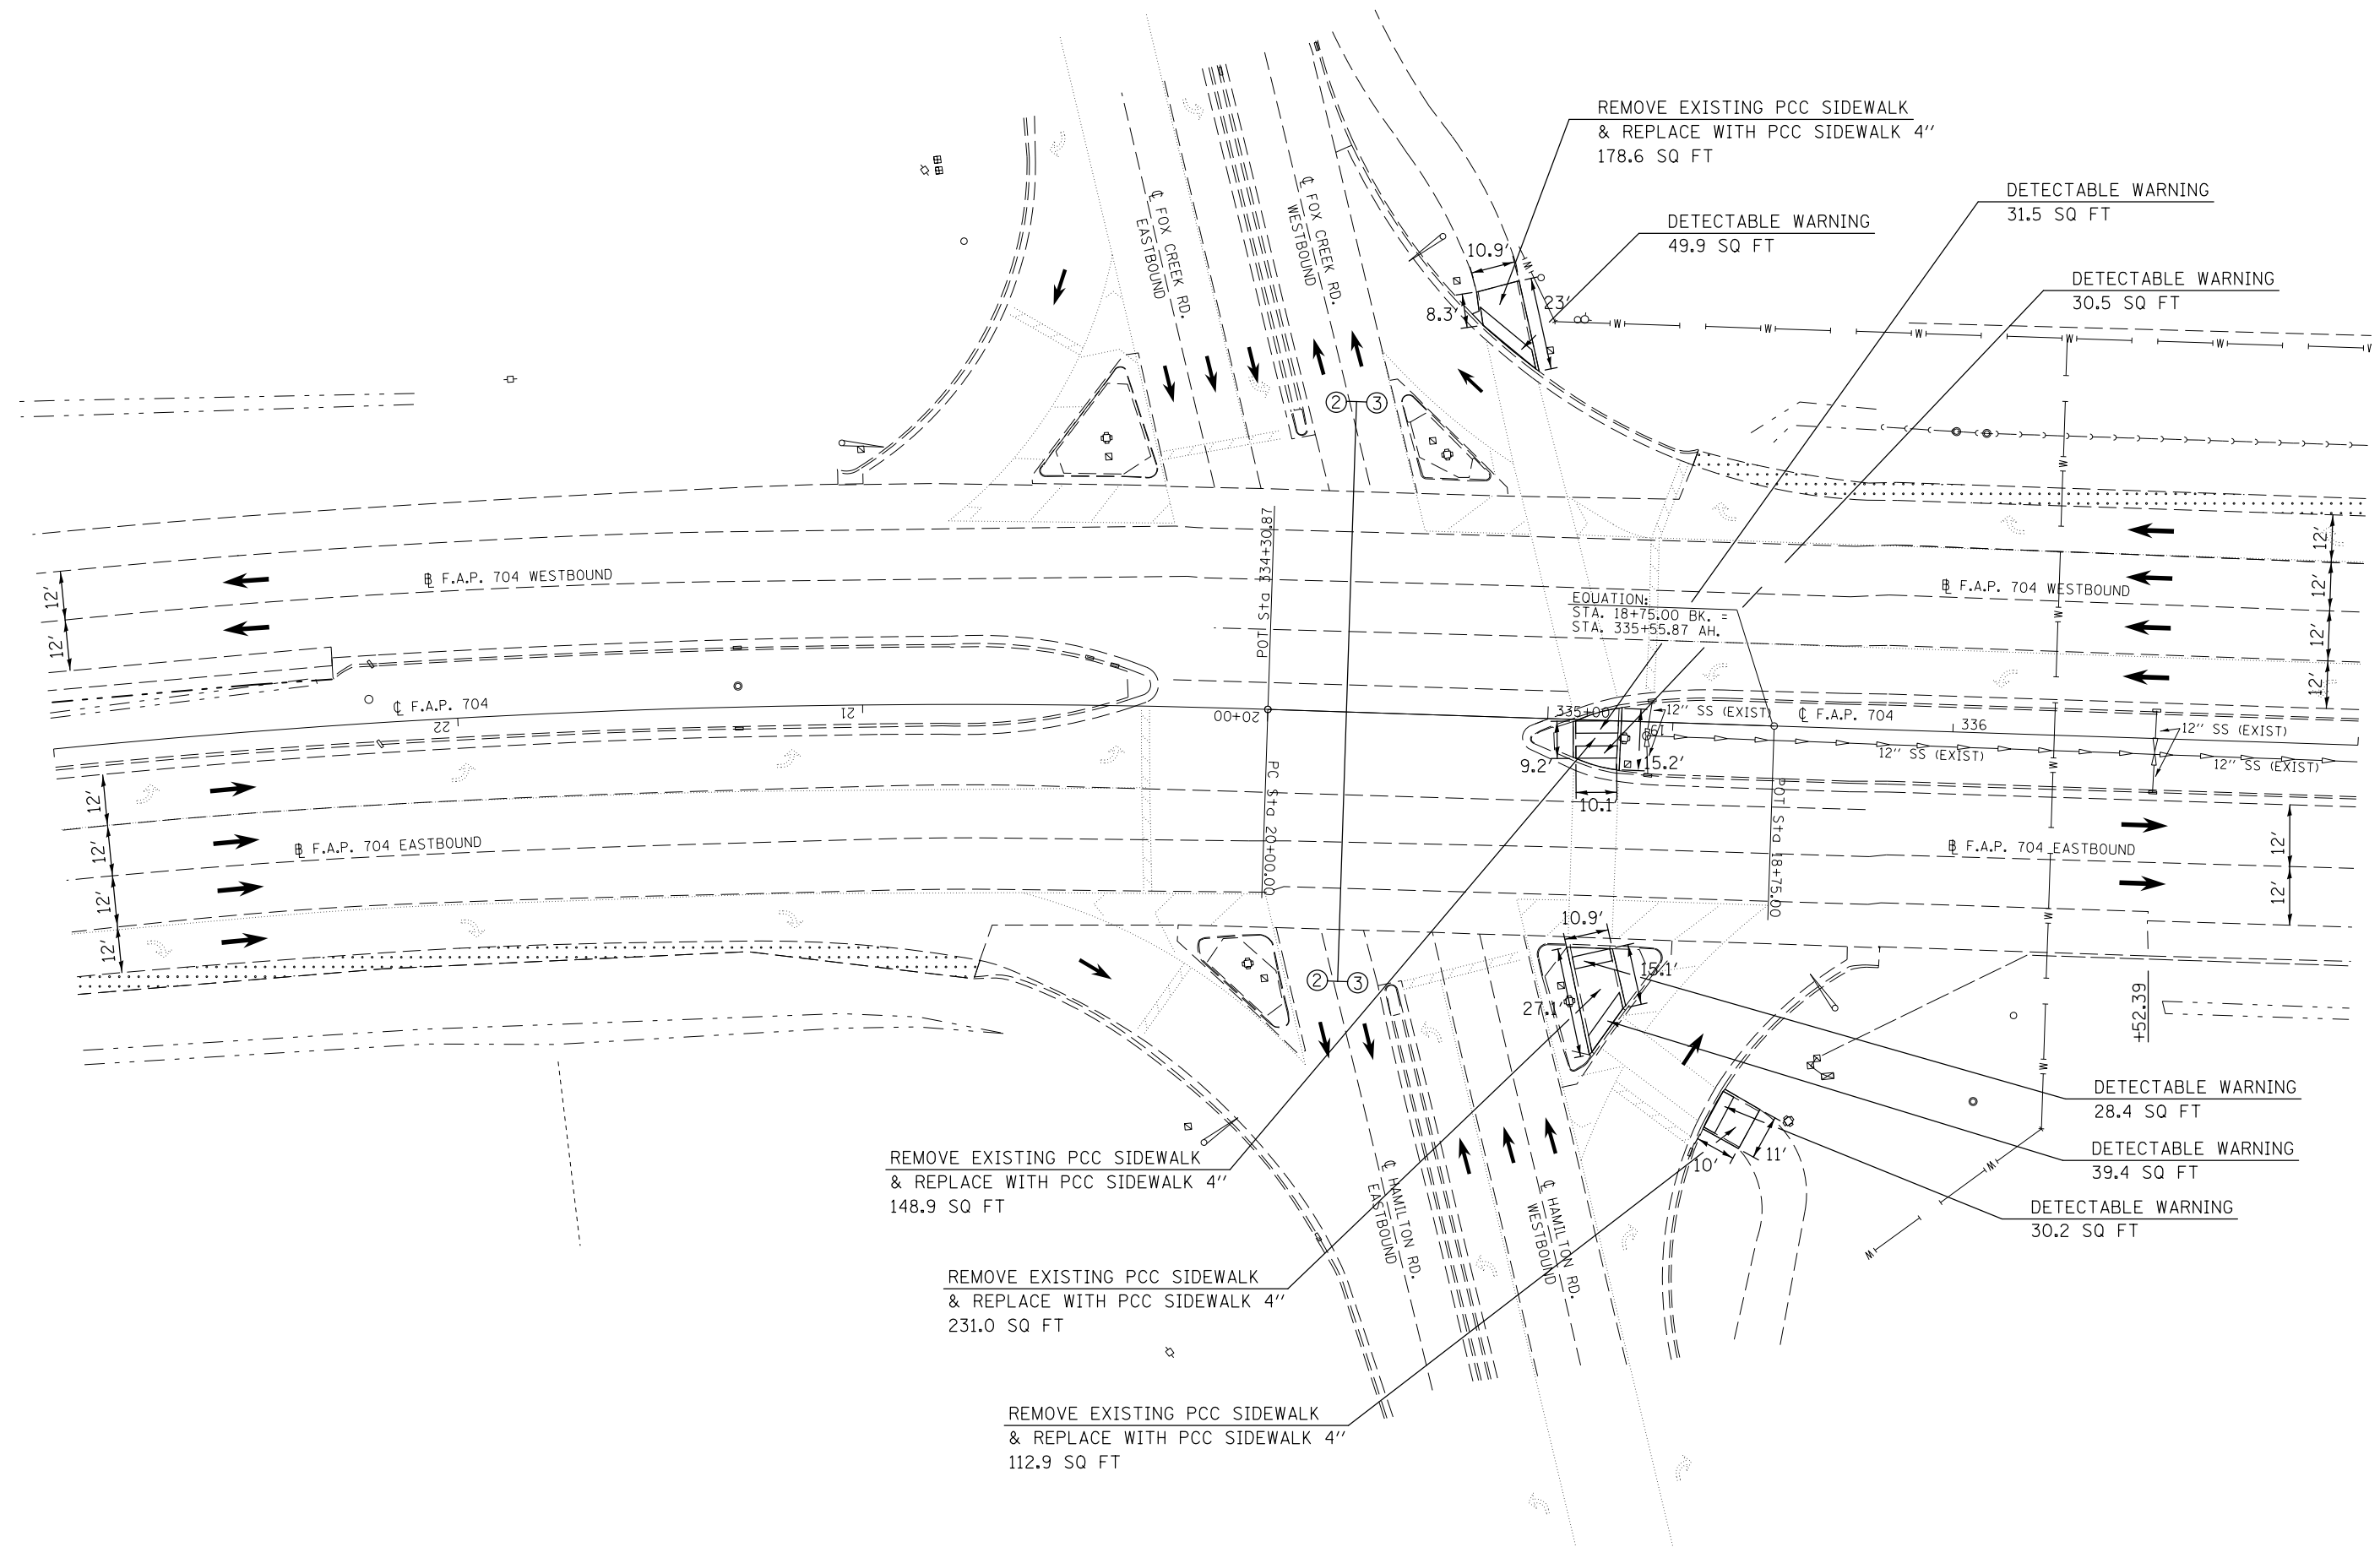 REMOVE EXISTING PCC SIDEWALK
& REPLACE WITH PCC SIDEWALK 4''
178.6 SQ FT
DETECTABLE WARNING
31.5 SQ FT
DETECTABLE WARNING
49.9 SQ FT
DETECTABLE WARNING
30.5 SQ FT
℄ FOX CREEK RD.
EASTBOUND
℄ FOX CREEK RD.
WESTBOUND
10.9'
8.3'
23'
W
W
W
W
W
W
W
2
3
W
W
W
12'
12'
12'
12'
12'
12'
POT Sta 334+30.87
B F.A.P. 704 WESTBOUND
B F.A.P. 704 WESTBOUND
EQUATION:
STA. 18+75.00 BK. =
STA. 335+55.87 AH.
℄ F.A.P. 704
22
21
20+00
335+00
19
12'' SS (EXIST)
℄ F.A.P. 704
336
12'' SS (EXIST)
12'' SS (EXIST)
12'' SS (EXIST)
9.2'
15.2'
10.1'
W
W
12'
12'
12'
12'
12'
12'
PC Sta 20+00.00
POT Sta 18+75.00
B F.A.P. 704 EASTBOUND
B F.A.P. 704 EASTBOUND
10.9'
15.1'
27.1'
2
3
+52.39
W
W
W
DETECTABLE WARNING
28.4 SQ FT
DETECTABLE WARNING
39.4 SQ FT
DETECTABLE WARNING
30.2 SQ FT
10'
11'
REMOVE EXISTING PCC SIDEWALK
& REPLACE WITH PCC SIDEWALK 4''
148.9 SQ FT
℄ HAMILTON RD.
EASTBOUND
℄ HAMILTON RD.
WESTBOUND
REMOVE EXISTING PCC SIDEWALK
& REPLACE WITH PCC SIDEWALK 4''
231.0 SQ FT
REMOVE EXISTING PCC SIDEWALK
& REPLACE WITH PCC SIDEWALK 4''
112.9 SQ FT